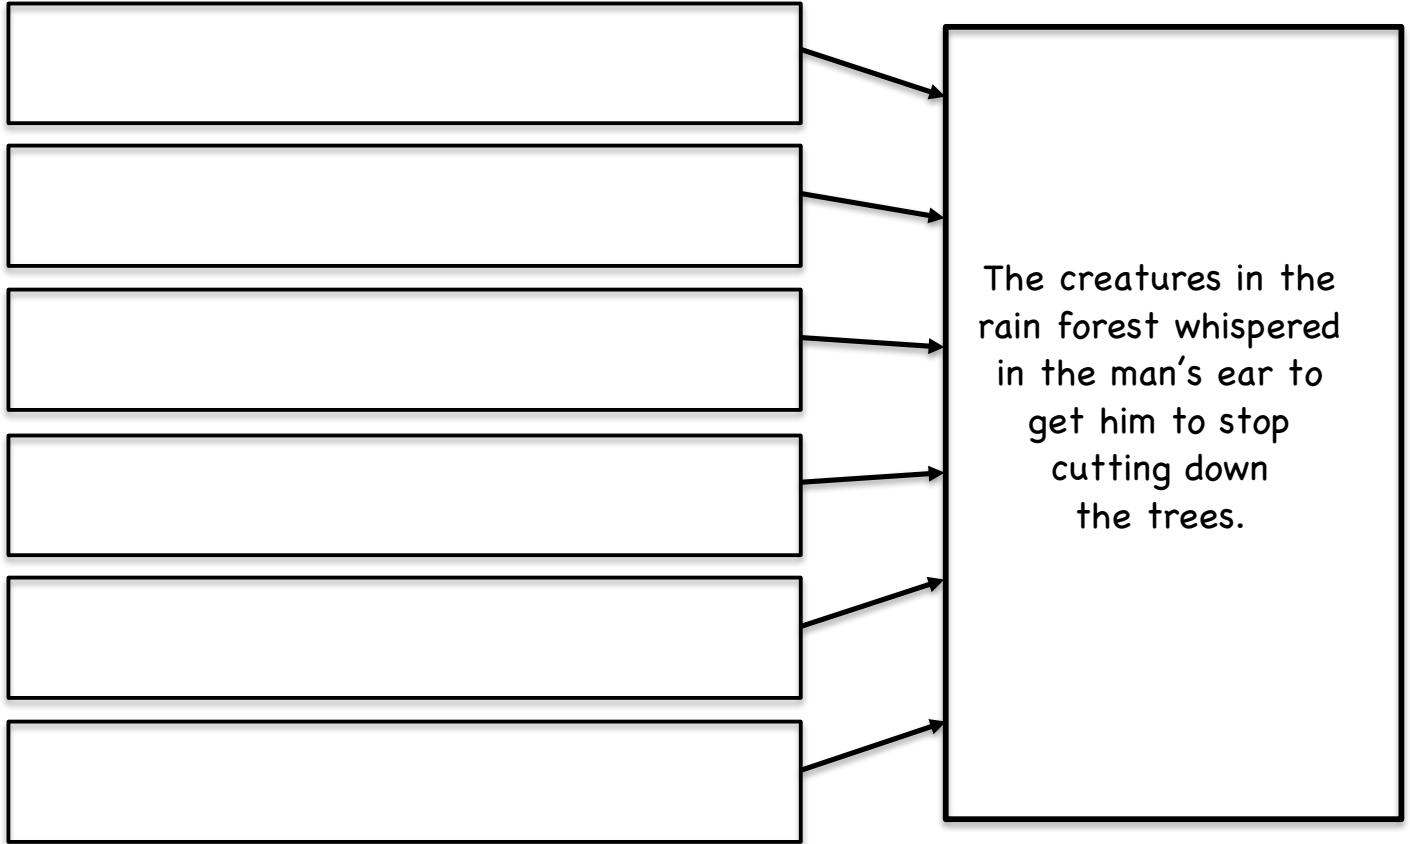 The creatures in the
rain forest whispered
in the man's ear to
get him to stop
cutting down
the trees.